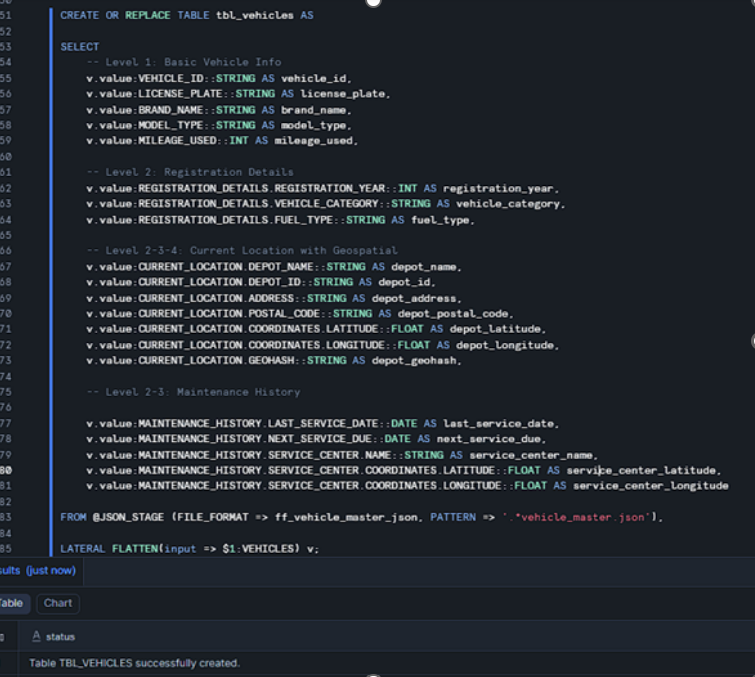 51 CREATE OR REPLACE TABLE tbl_vehicles AS
52
53 SELECT
54 -- Level 1: Basic Vehicle Info
55 v.value:VEHICLE_ID::STRING AS vehicle_id,
56 v.value:LICENSE_PLATE::STRING AS license_plate,
57 v.value:BRAND_NAME::STRING AS brand_name,
58 v.value:MODEL_TYPE::STRING AS model_type,
59 v.value:MILEAGE_USED::INT AS mileage_used,
60
61 -- Level 2: Registration Details
62 v.value:REGISTRATION_DETAILS.REGISTRATION_YEAR::INT AS registration_year,
63 v.value:REGISTRATION_DETAILS.VEHICLE_CATEGORY::STRING AS vehicle_category,
64 v.value:REGISTRATION_DETAILS.FUEL_TYPE::STRING AS fuel_type,
65
66 -- Level 2-3-4: Current Location with Geospatial
67 v.value:CURRENT_LOCATION.DEPOT_NAME::STRING AS depot_name,
68 v.value:CURRENT_LOCATION.DEPOT_ID::STRING AS depot_id,
69 v.value:CURRENT_LOCATION.ADDRESS::STRING AS depot_address,
70 v.value:CURRENT_LOCATION.POSTAL_CODE::STRING AS depot_postal_code,
71 v.value:CURRENT_LOCATION.COORDINATES.LATITUDE::FLOAT AS depot_latitude,
72 v.value:CURRENT_LOCATION.COORDINATES.LONGITUDE::FLOAT AS depot_longitude,
73 v.value:CURRENT_LOCATION.GEOHASH::STRING AS depot_geohash,
74
75 -- Level 2-3: Maintenance History
76
77 v.value:MAINTENANCE_HISTORY.LAST_SERVICE_DATE::DATE AS last_service_date,
78 v.value:MAINTENANCE_HISTORY.NEXT_SERVICE_DUE::DATE AS next_service_due,
79 v.value:MAINTENANCE_HISTORY.SERVICE_CENTER.NAME::STRING AS service_center_name,
80 v.value:MAINTENANCE_HISTORY.SERVICE_CENTER.COORDINATES.LATITUDE::FLOAT AS service_center_latitude,
81 v.value:MAINTENANCE_HISTORY.SERVICE_CENTER.COORDINATES.LONGITUDE::FLOAT AS service_center_longitude
82
83 FROM @JSON_STAGE (FILE_FORMAT => ff_vehicle_master_json, PATTERN => '.*vehicle_master.json'),
84
85 LATERAL FLATTEN(input => $1:VEHICLES) v;
sults (just now)
Table Chart
A status
Table TBL_VEHICLES successfully created.